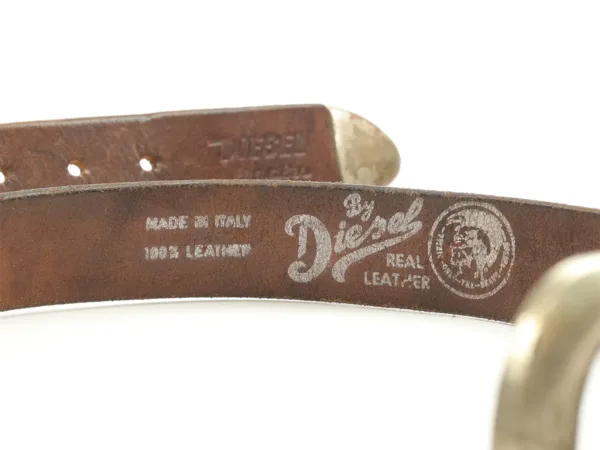 DIESEL
MADE IN ITALY
100% LEATHER
By
Diesel
REAL
LEATHER